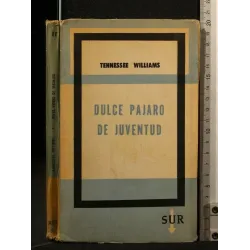 TENNESSEE WILLIAMS
DULCE PAJARO
DE JUVENTUD
SUR